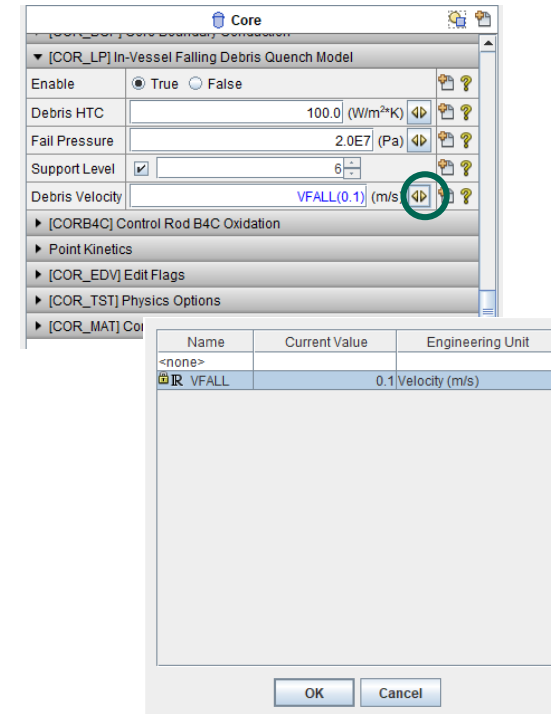 Core
[COR_LP] In-Vessel Falling Debris Quench Model
Enable True False
Debris HTC 100.0 (W/m²*K)
Fail Pressure 2.0E7 (Pa)
Support Level 6
Debris Velocity VFALL(0.1) (m/s)
[CORB4C] Control Rod B4C Oxidation
Point Kinetics
[COR_EDV] Edit Flags
[COR_TST] Physics Options
[COR_MAT]
Name Current Value Engineering Unit
<none>
R VFALL 0.1 Velocity (m/s)
OK Cancel